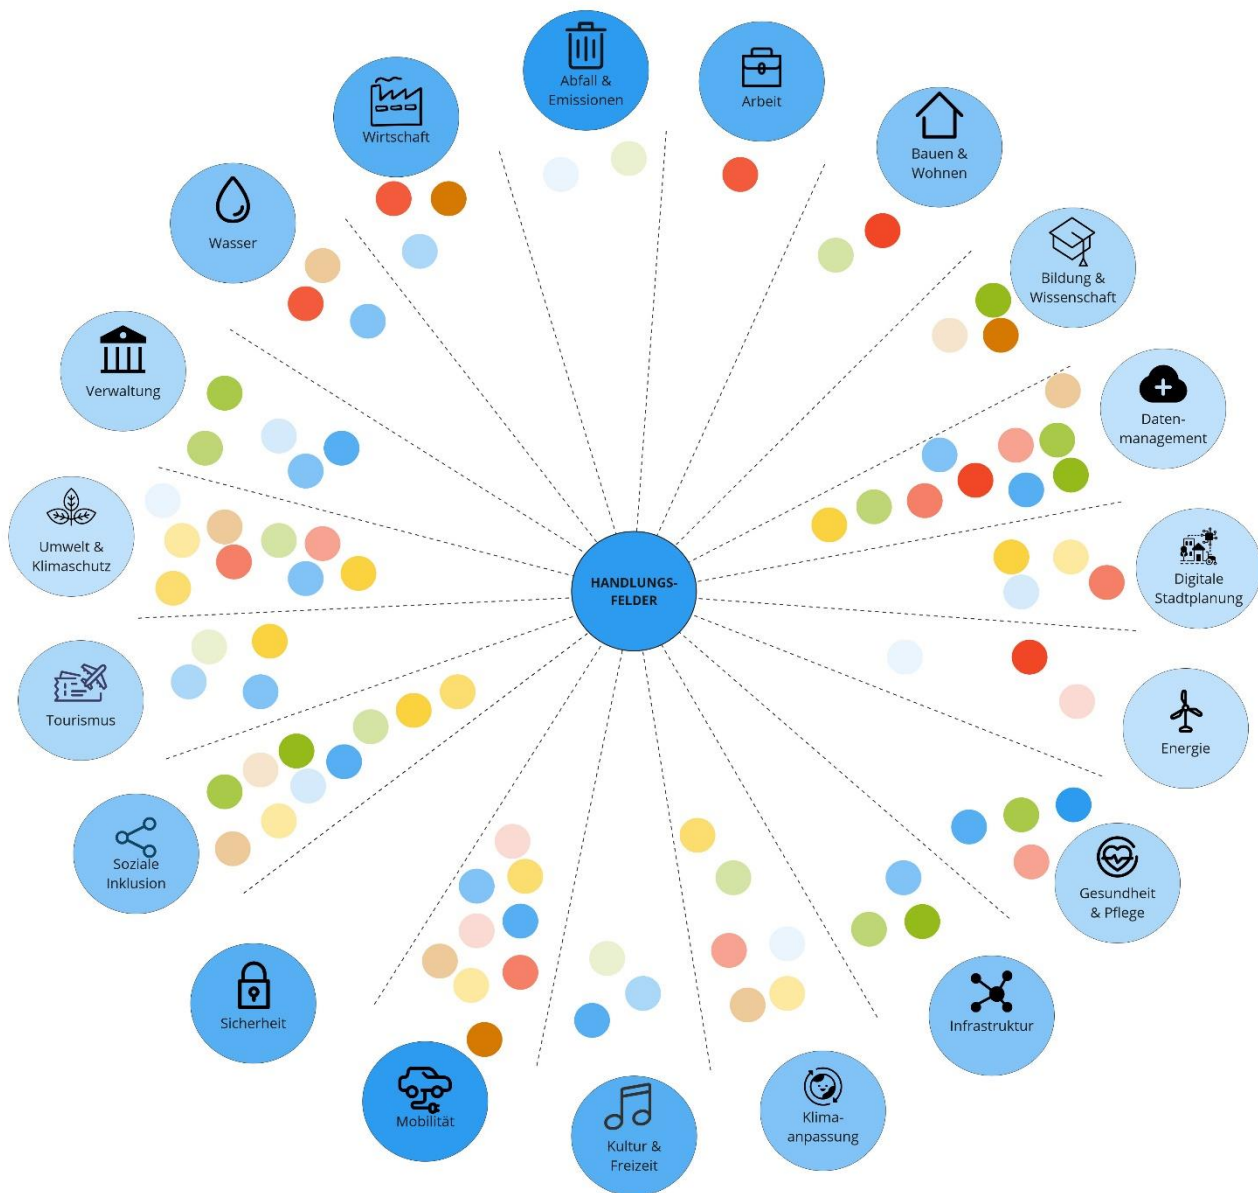 Abfall &
Emissionen
Arbeit
Bauen &
Wohnen
Bildung &
Wissenschaft
Daten-
management
Digitale
Stadtplanung
Energie
Gesundheit
& Pflege
Infrastruktur
Klima-
anpassung
Kultur &
Freizeit
Mobilität
Sicherheit
Soziale
Inklusion
Tourismus
Umwelt &
Klimaschutz
Verwaltung
Wasser
Wirtschaft
HANDLUNGS-
FELDER